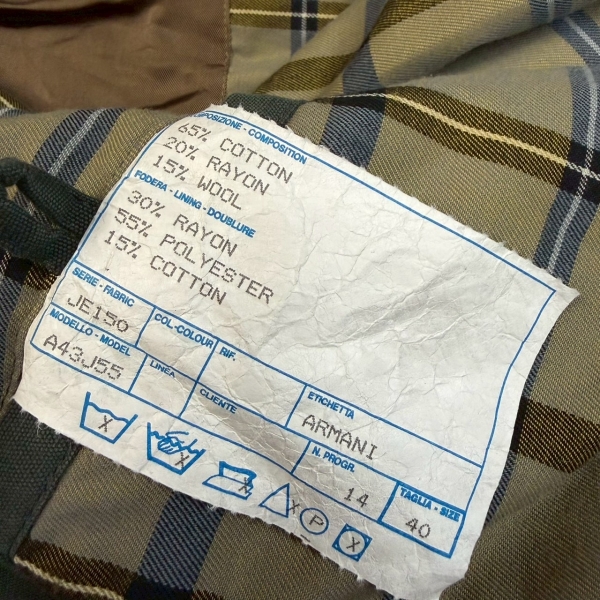 COMPOSIZIONE - COMPOSITION
65% COTTON
20% RAYON
15% WOOL
FODERA - LINING - DOUBLURE
30% RAYON
55% POLYESTER
15% COTTON
SERIE - FABRIC
JE150
COL.-COLOUR
RIF.
MODELLO - MODEL
A43J55
LINEA
CLIENTE
ETICHETTA
ARMANI
N. PROGR.
14
TAGLIA - SIZE
40
X
X
X
X
P
X